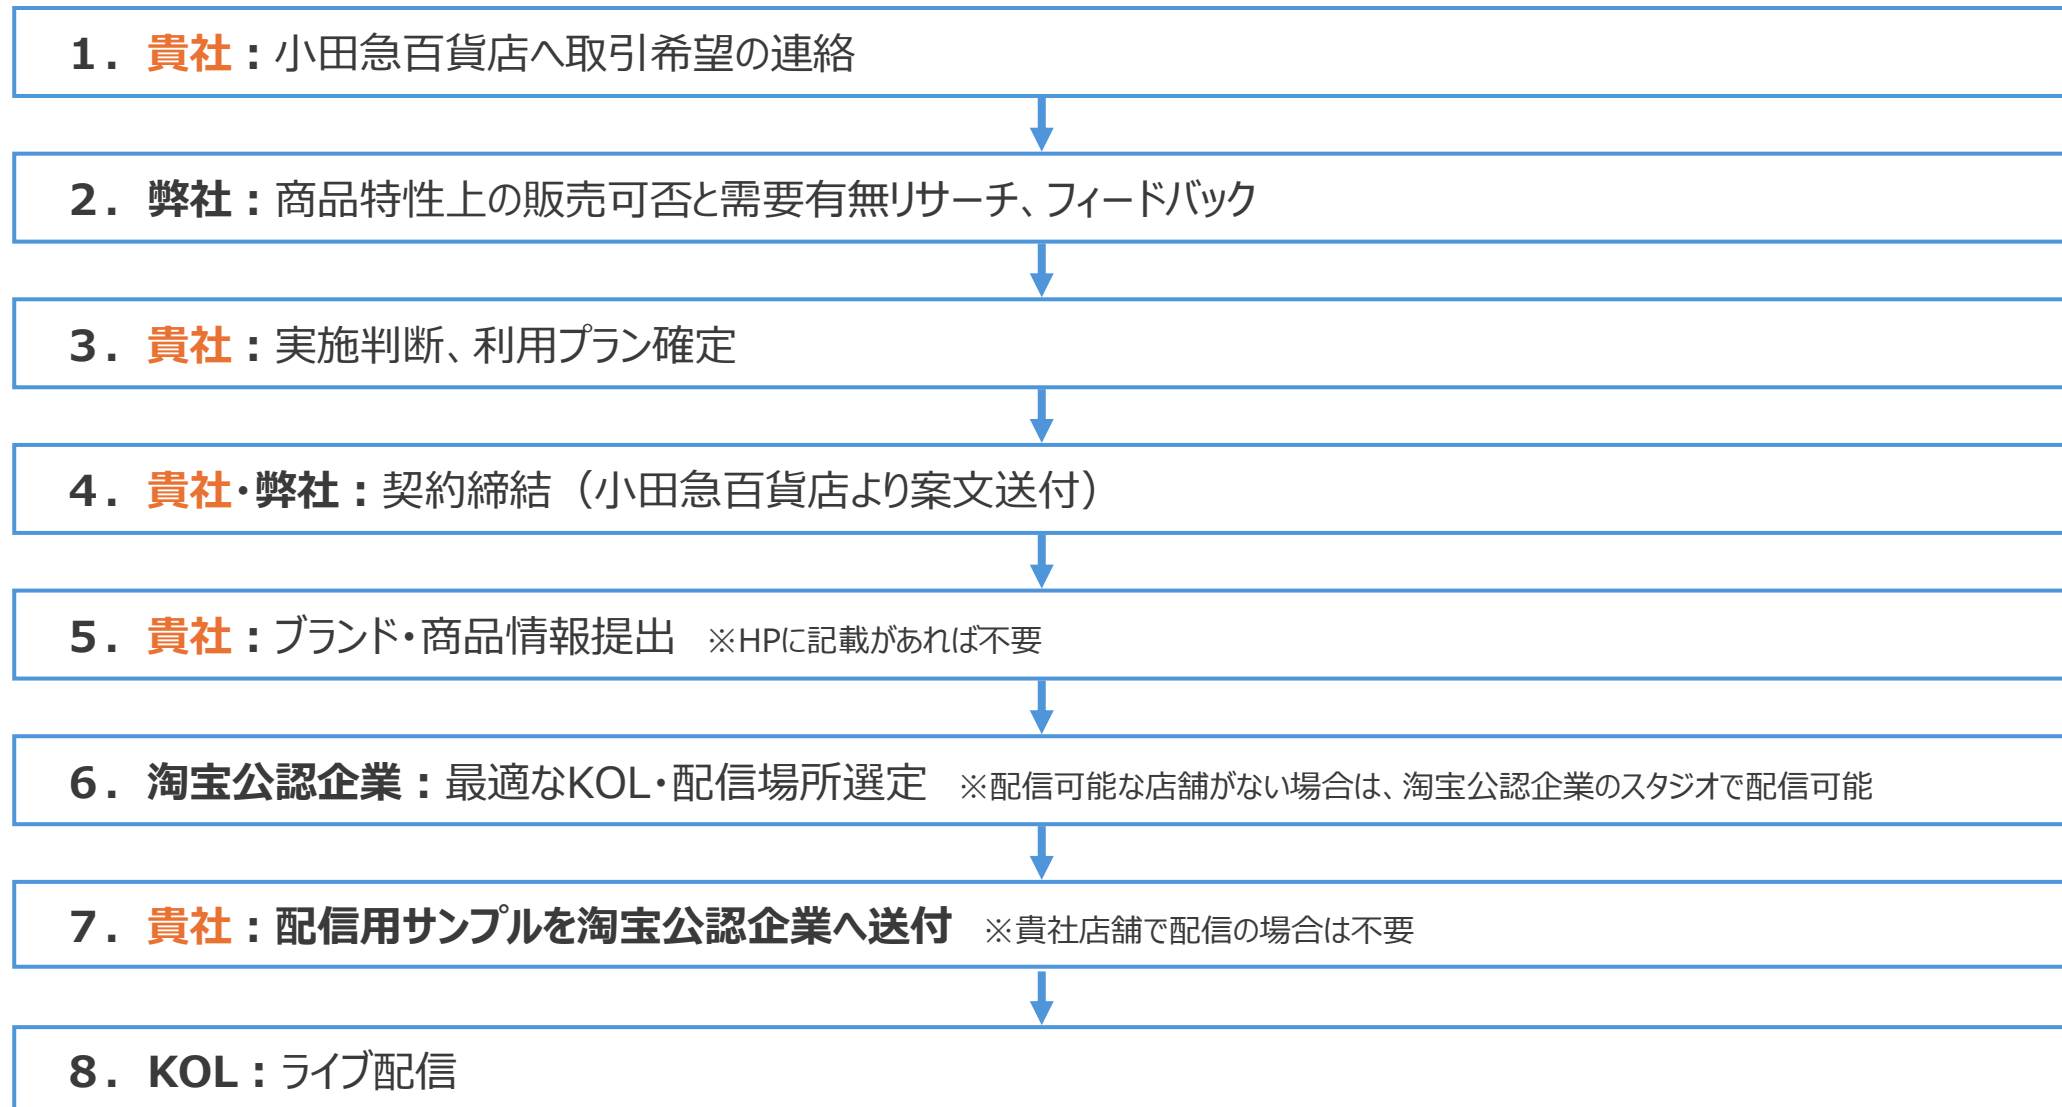 1. 貴社：小田急百貨店へ取引希望の連絡
2. 弊社：商品特性上の販売可否と需要有無リサーチ、フィードバック
3. 貴社：実施判断、利用プラン確定
4. 貴社・弊社：契約締結（小田急百貨店より案文送付）
5. 貴社：ブランド・商品情報提出 ※HPに記載があれば不要
6. 淘宝公認企業：最適なKOL・配信場所選定 ※配信可能な店舗がない場合は、淘宝公認企業のスタジオで配信可能
7. 貴社：配信用サンプルを淘宝公認企業へ送付 ※貴社店舗で配信の場合は不要
8. KOL：ライブ配信